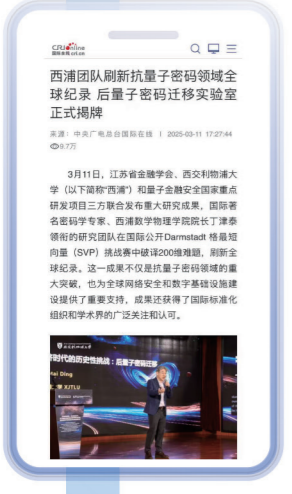 CRJonline
国际在线 cri.cn
西浦团队刷新抗量子密码领域全
球纪录 后量子密码迁移实验室
正式揭牌
来源:中央广电总台国际在线 | 2025-03-11 17:27:44
9.7万
3月11日,江苏省金融学会、西交利物浦大
学(以下简称"西浦")和量子金融安全国家重点
研发项目三方联合发布重大研究成果,国际著
名密码学专家、西浦数学物理学院院长丁津泰
领衔的研究团队在国际公开Darmstadt 格最短
向量(SVP)挑战赛中破译200维难题,刷新全
球纪录。这一成果不仅是抗量子密码领域的重
大突破,也为全球网络安全和数字基础设施建
设提供了重要支持,成果还获得了国际标准化
组织和学术界的广泛关注和认可。
西交利物浦大学
时代的历史性挑战:后量子密码迁移
tai Ding
XJTLU